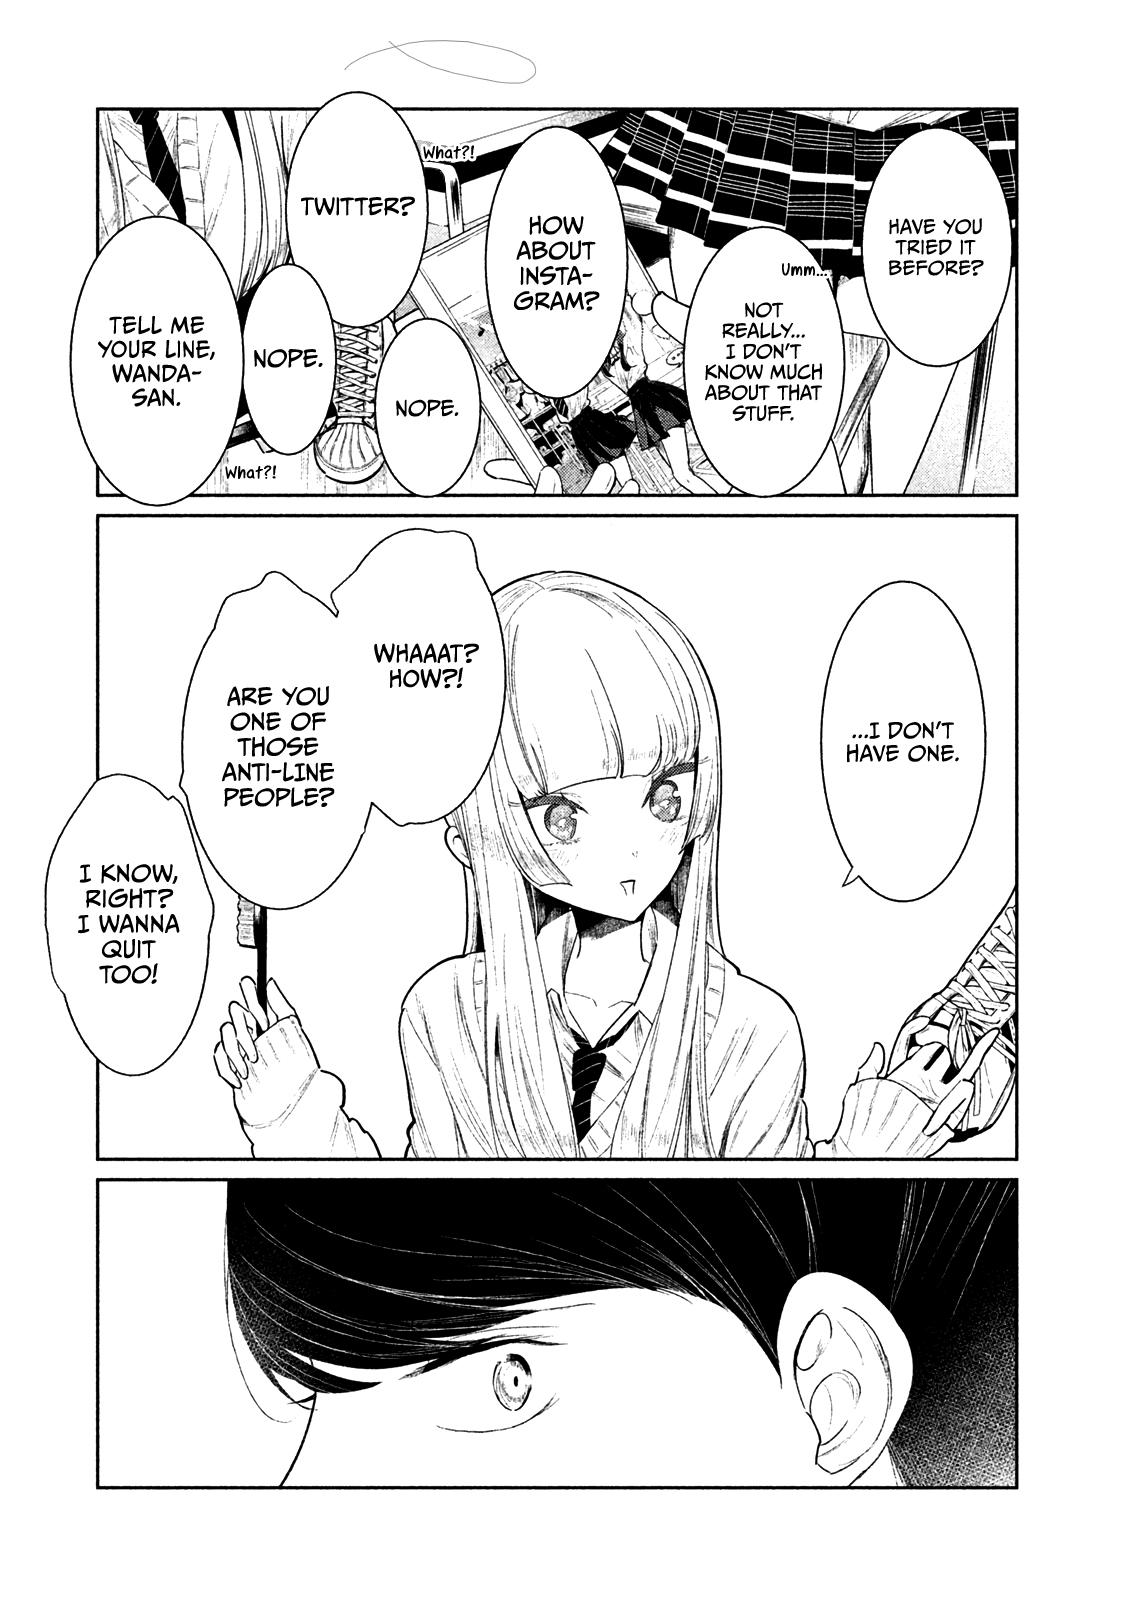 HAVE YOU
TRIED IT
BEFORE?
Umm...
NOT
REALLY...
I DON'T
KNOW MUCH
ABOUT THAT
STUFF.
HOW
ABOUT
INSTA-
GRAM?
NOPE.
What?!
TWITTER?
NOPE.
What?!
TELL ME
YOUR LINE,
WANDA-
SAN.
...I DON'T
HAVE ONE.
WHAAAT?
HOW?!
ARE YOU
ONE OF
THOSE
ANTI-LINE
PEOPLE?
I KNOW,
RIGHT?
I WANNA
QUIT
TOO!